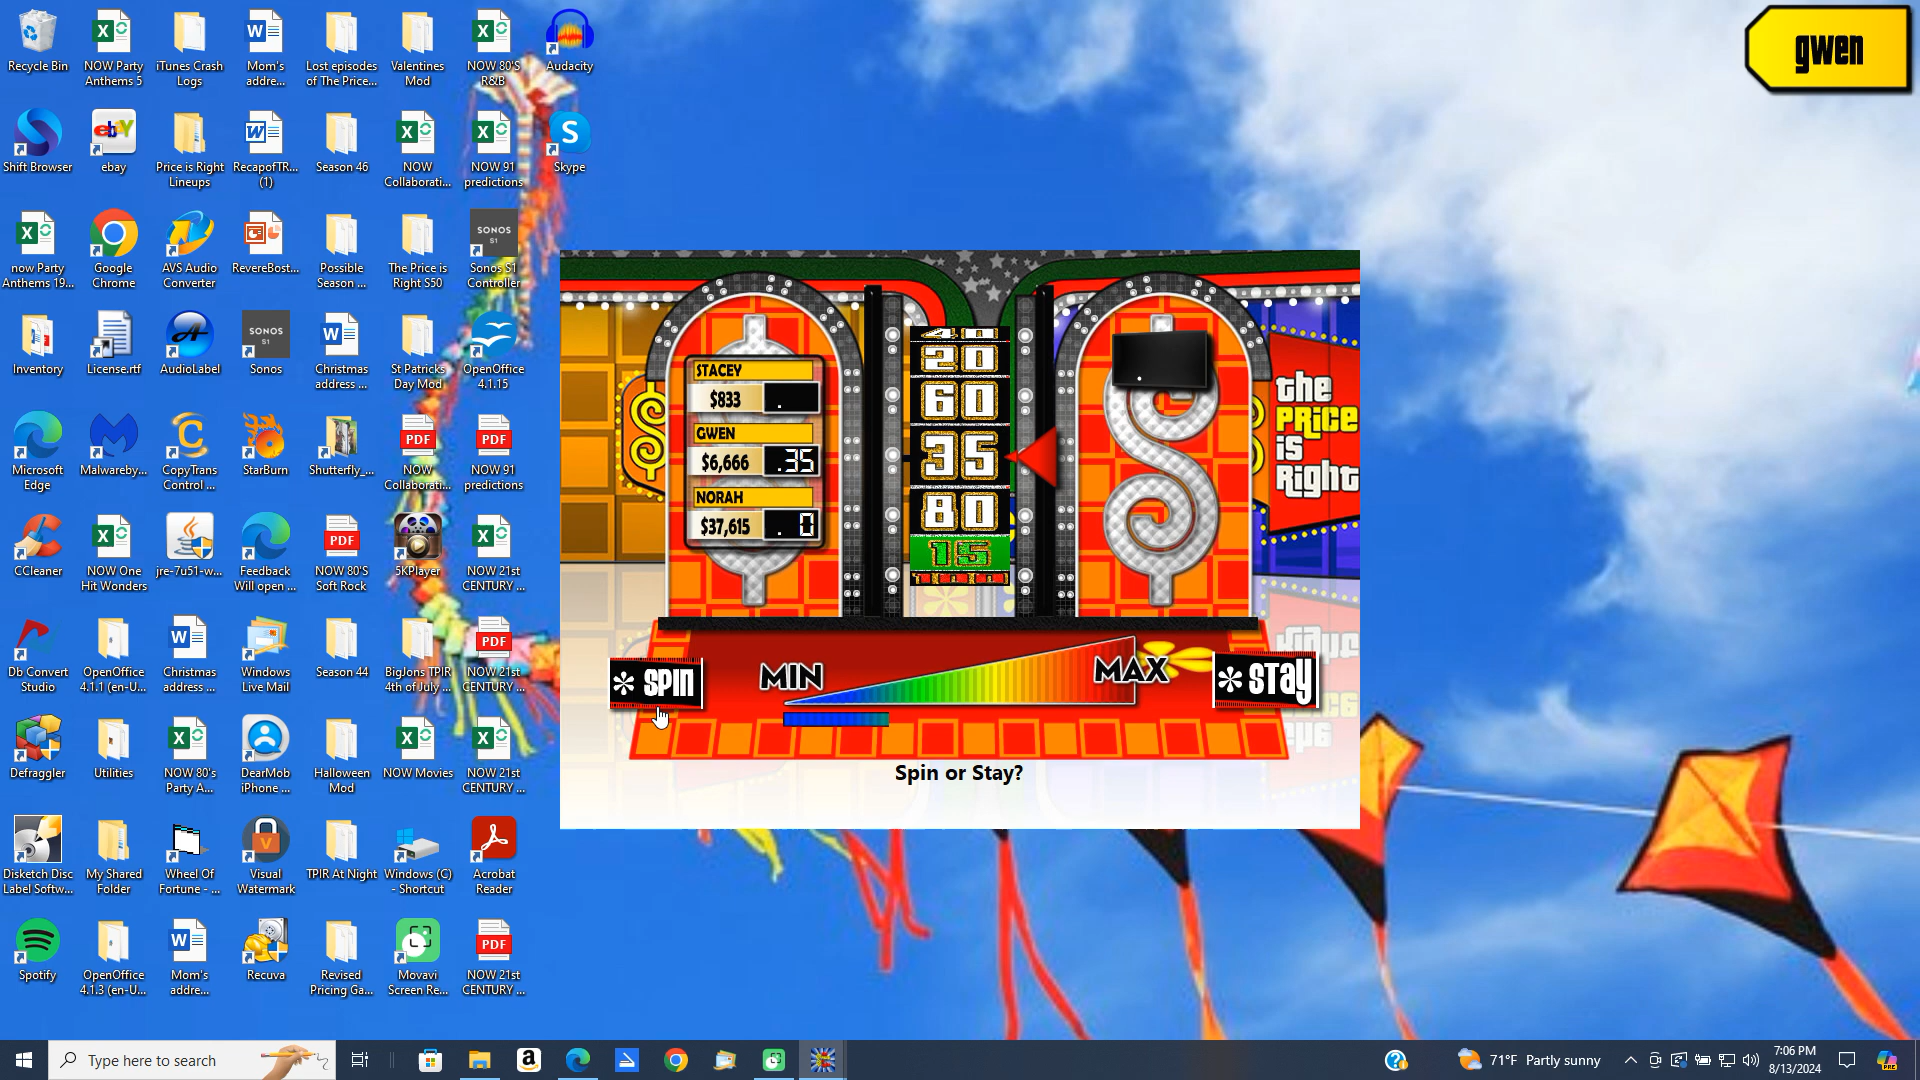 Recycle Bin
NOW Party
Anthems 5
iTunes Crash
Logs
Mom's
addre...
Lost episodes
of The Price...
Valentines
Mod
NOW 80'S
R&B
Audacity
gwen
Shift Browser
ebay
ebay
Price is Right
Lineups
RecapofTR...
(1)
Season 46
NOW
Collaborati...
NOW 91
predictions
Skype
now Party
Anthems 19...
Google
Chrome
AVS Audio
Converter
RevereBost...
Possible
Season ...
The Price is
Right S50
SONOS
S1
Sonos S1
Controller
Inventory
License.rtf
AudioLabel
SONOS
S1
Sonos
Christmas
address ...
St Patricks
Day Mod
OpenOffice
4.1.15
Microsoft
Edge
Malwareby...
CopyTrans
Control ...
StarBurn
Shutterfly_...
PDF
NOW
Collaborati...
PDF
NOW 91
predictions
CCleaner
NOW One
Hit Wonders
jre-7u51-w...
Feedback
Will open ...
PDF
NOW 80'S
Soft Rock
5KPlayer
NOW 21st
CENTURY ...
Db Convert
Studio
OpenOffice
4.1.1 (en-U...
Christmas
address ...
Windows
Live Mail
Season 44
BigJons TPIR
4th of July ...
PDF
NOW 21st
CENTURY ...
Defraggler
Utilities
NOW 80's
Party A...
DearMob
iPhone ...
Halloween
Mod
NOW Movies
NOW 21st
CENTURY ...
Disketch Disc
Label Softw...
My Shared
Folder
Wheel Of
Fortune - ...
Visual
Watermark
TPIR At Night
Windows (C)
- Shortcut
Acrobat
Reader
Spotify
OpenOffice
4.1.3 (en-U...
Mom's
addre...
Recuva
Revised
Pricing Ga...
Movavi
Screen Re...
PDF
NOW 21st
CENTURY ...
STACEY
$833 .
GWEN
$6,666 .35
NORAH
$37,615 . 0
20
60
35
80
15
the
PRICE
is
Right
* SPIN
MIN
MAX
* Stay
Spin or Stay?
Type here to search
71°F Partly sunny
7:06 PM
8/13/2024